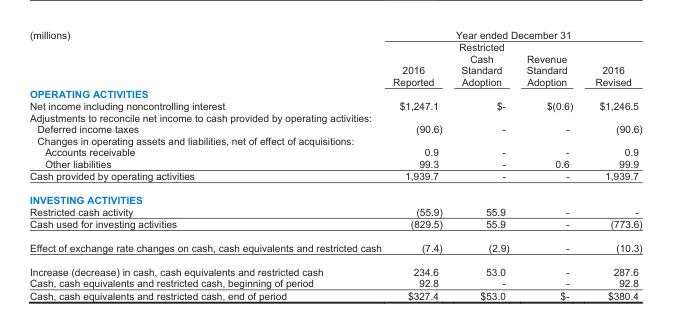 (millions) Year ended December 31
Restricted
Cash Revenue
2016 Standard Standard 2016
Reported Adoption Adoption Revised
OPERATING ACTIVITIES
Net income including noncontrolling interest $1,247.1 $- $(0.6) $1,246.5
Adjustments to reconcile net income to cash provided by operating activities:
Deferred income taxes (90.6) - - (90.6)
Changes in operating assets and liabilities, net of effect of acquisitions:
Accounts receivable 0.9 - - 0.9
Other liabilities 99.3 - 0.6 99.9
Cash provided by operating activities 1,939.7 - - 1,939.7
INVESTING ACTIVITIES
Restricted cash activity (55.9) 55.9 - -
Cash used for investing activities (829.5) 55.9 - (773.6)
Effect of exchange rate changes on cash, cash equivalents and restricted cash (7.4) (2.9) - (10.3)
Increase (decrease) in cash, cash equivalents and restricted cash 234.6 53.0 - 287.6
Cash, cash equivalents and restricted cash, beginning of period 92.8 - - 92.8
Cash, cash equivalents and restricted cash, end of period $327.4 $53.0 $- $380.4